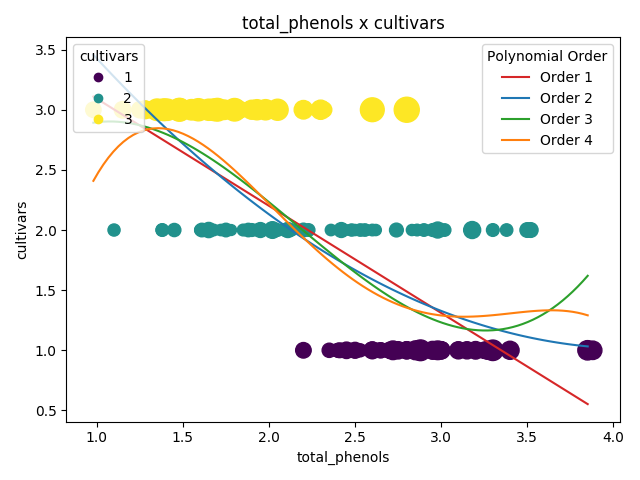 total_phenols x cultivars
cultivars
1
2
3
Polynomial Order
Order 1
Order 2
Order 3
Order 4
3.5
3.0
2.5
2.0
1.5
1.0
0.5
cultivars
1.0 1.5 2.0 2.5 3.0 3.5 4.0
total_phenols